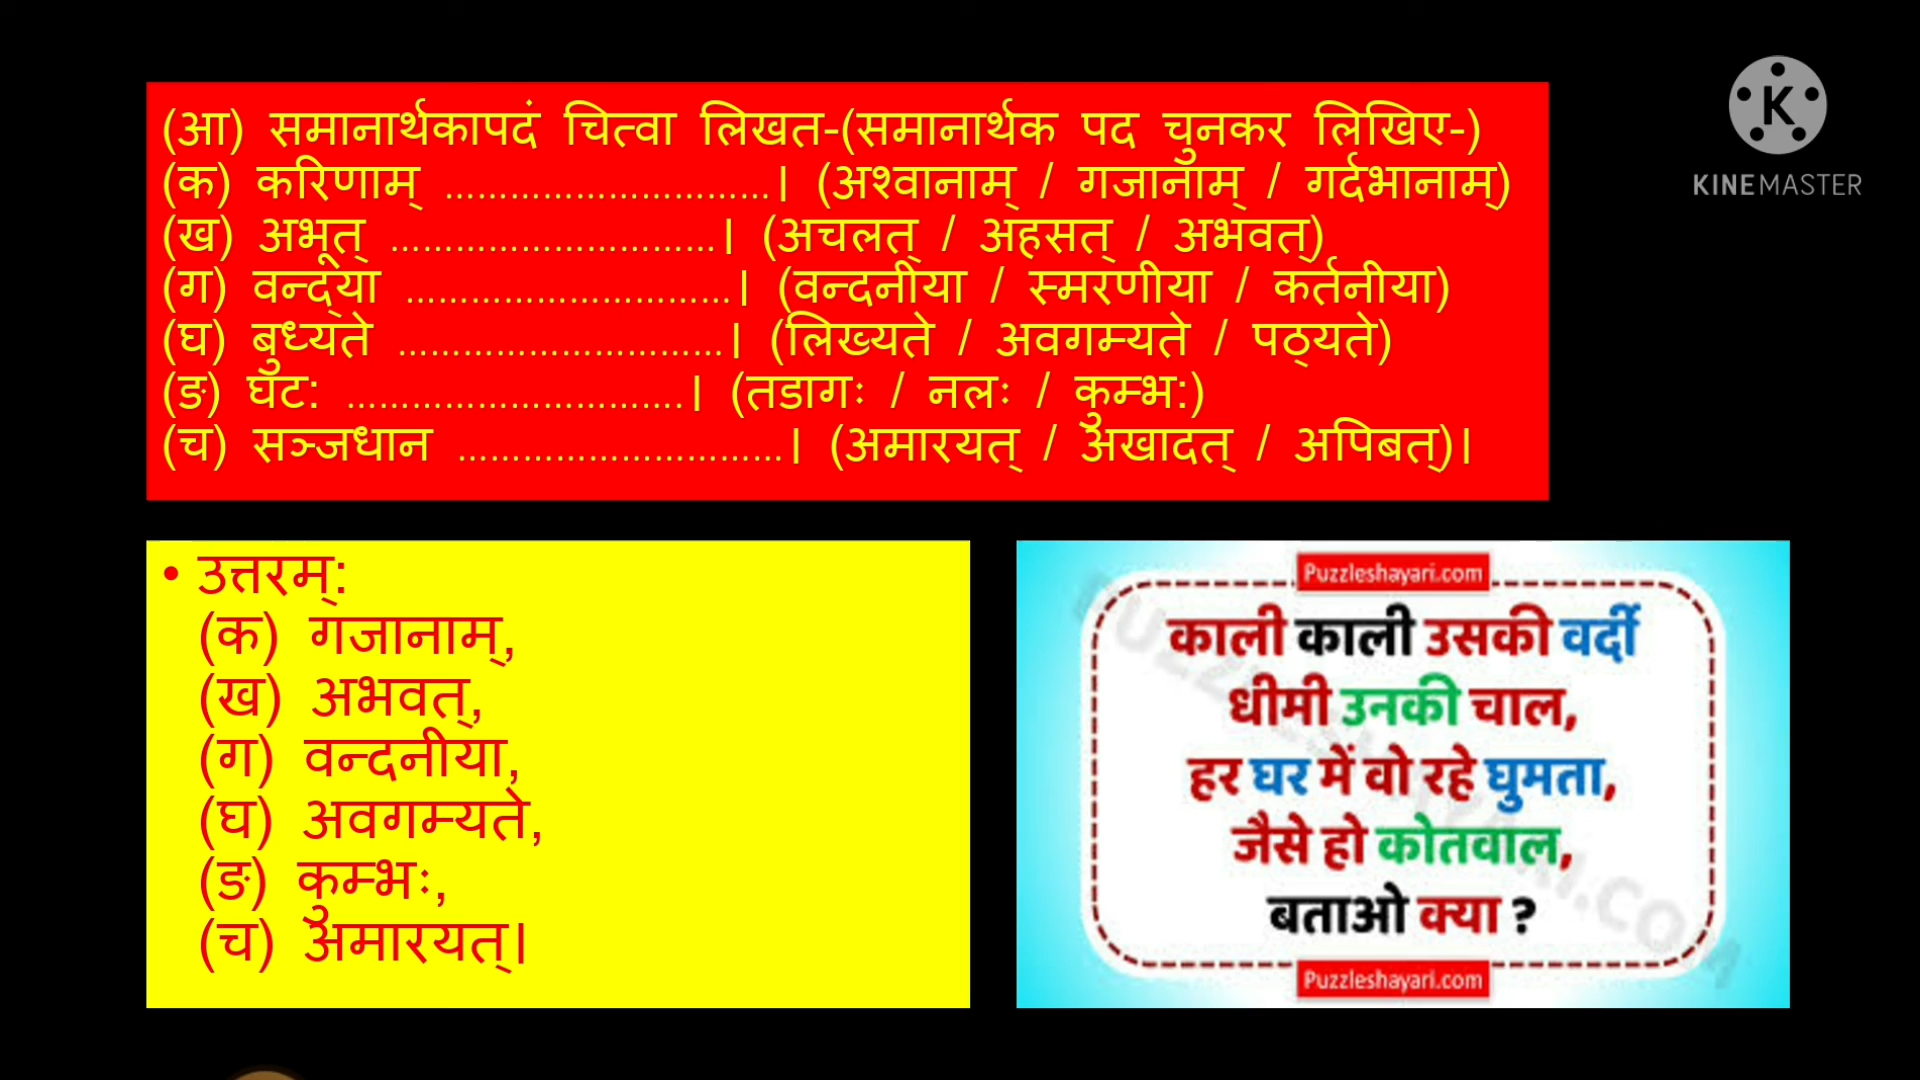 (आ) समानार्थकापदं चित्वा लिखत-(समानार्थक पद चुनकर लिखिए-)
(क) करिणाम् ..............................। (अश्वानाम् / गजानाम् / गर्दभानाम्)
(ख) अभूत् ..............................। (अचलत् / अहसत् / अभवत्)
(ग) वन्द्या ..............................। (वन्दनीया / स्मरणीया / कर्तनीया)
(घ) बुध्यते ..............................। (लिख्यते / अवगम्यते / पठ्यते)
(ङ) घट: ...............................। (तडागः / नलः / कुम्भ:)
(च) सञ्जधान ..............................। (अमारयत् / अखादत् / अपिबत्)।
KINEMASTER
• उत्तरम्:
(क) गजानाम्,
(ख) अभवत्,
(ग) वन्दनीया,
(घ) अवगम्यते,
(ङ) कुम्भः,
(च) अमारयत्।
Puzzleshayari.com
काली काली उसकी वर्दी
धीमी उनकी चाल,
हर घर में वो रहे घुमता,
जैसे हो कोतवाल,
बताओ क्या ?
Puzzleshayari.com